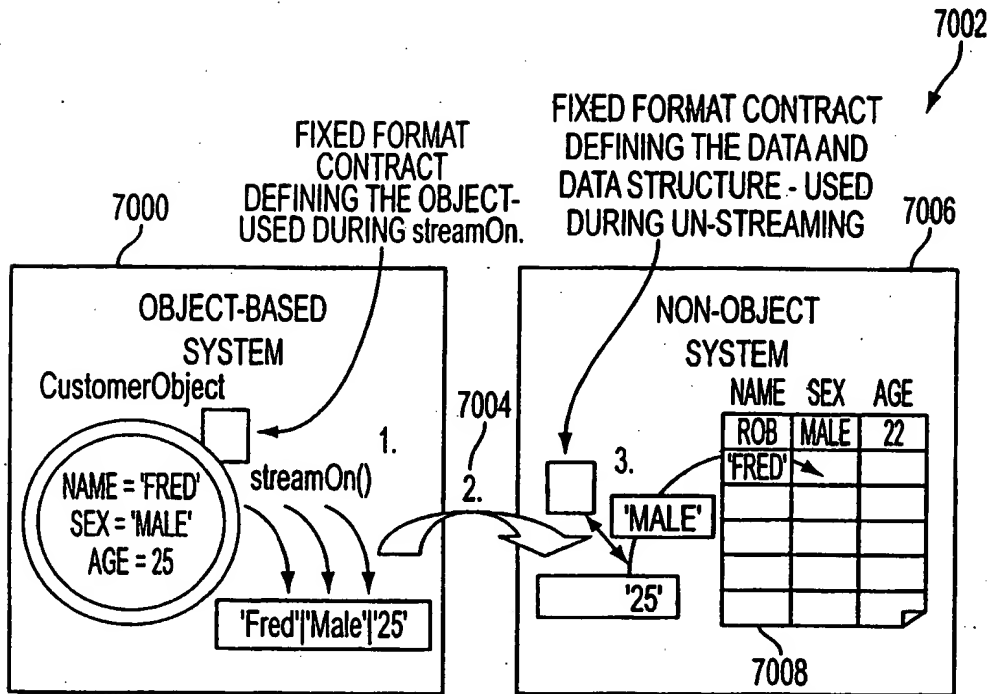 7002
FIXED FORMAT
CONTRACT
DEFINING THE OBJECT-
USED DURING streamOn.
FIXED FORMAT CONTRACT
DEFINING THE DATA AND
DATA STRUCTURE - USED
DURING UN-STREAMING
7000
7006
OBJECT-BASED
SYSTEM
CustomerObject
NAME = 'FRED'
SEX = 'MALE'
AGE = 25
1.
streamOn()
'Fred'|'Male'|'25'
7004
2.
NON-OBJECT
SYSTEM
NAME SEX AGE
ROB MALE 22
'FRED'
3.
'MALE'
'25'
7008